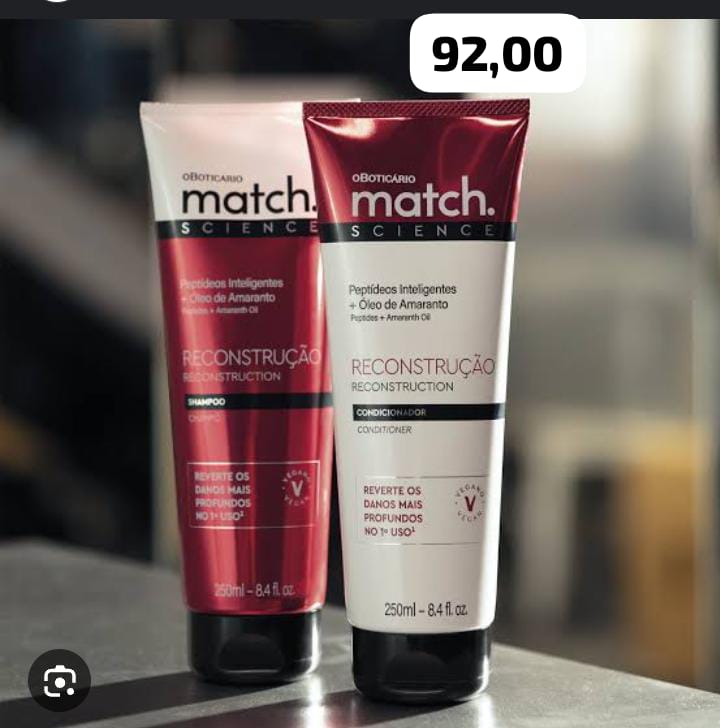 92,00
oBOTICÁRIO
match.
SCIENCE
Peptídeos Inteligentes
+ Óleo de Amaranto
Peptides + Amaranth Oil
RECONSTRUÇÃO
RECONSTRUCTION
SHAMPOO
CHAMPÚ
REVERTE OS
DANOS MAIS
PROFUNDOS
NO 1º USO²
VEGANO
VEGAN
250ml – 8.4 fl. oz.
oBOTICÁRIO
match.
SCIENCE
Peptídeos Inteligentes
+ Óleo de Amaranto
Peptides + Amaranth Oil
RECONSTRUÇÃO
RECONSTRUCTION
CONDICIONADOR
CONDITIONER
REVERTE OS
DANOS MAIS
PROFUNDOS
NO 1º USO¹
VEGANO
VEGAN
250ml – 8.4 fl. oz.